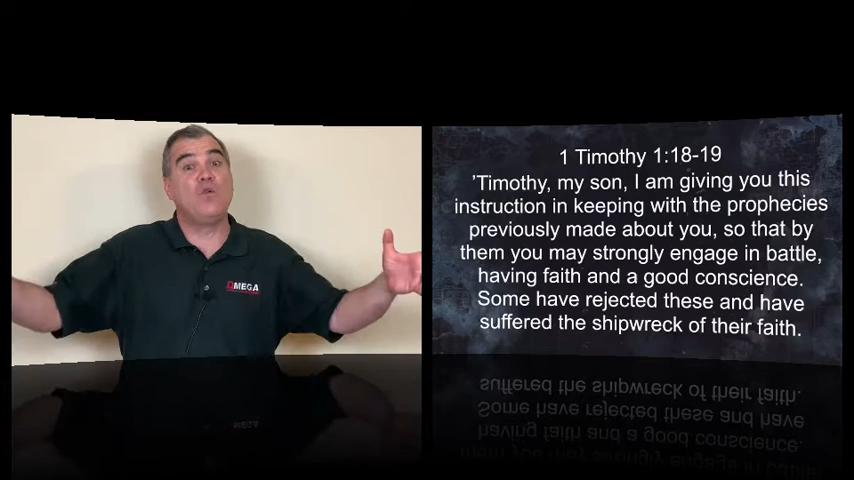 ΩMEGA
1 Timothy 1:18-19
'Timothy, my son, I am giving you this
instruction in keeping with the prophecies
previously made about you, so that by
them you may strongly engage in battle,
having faith and a good conscience.
Some have rejected these and have
suffered the shipwreck of their faith.